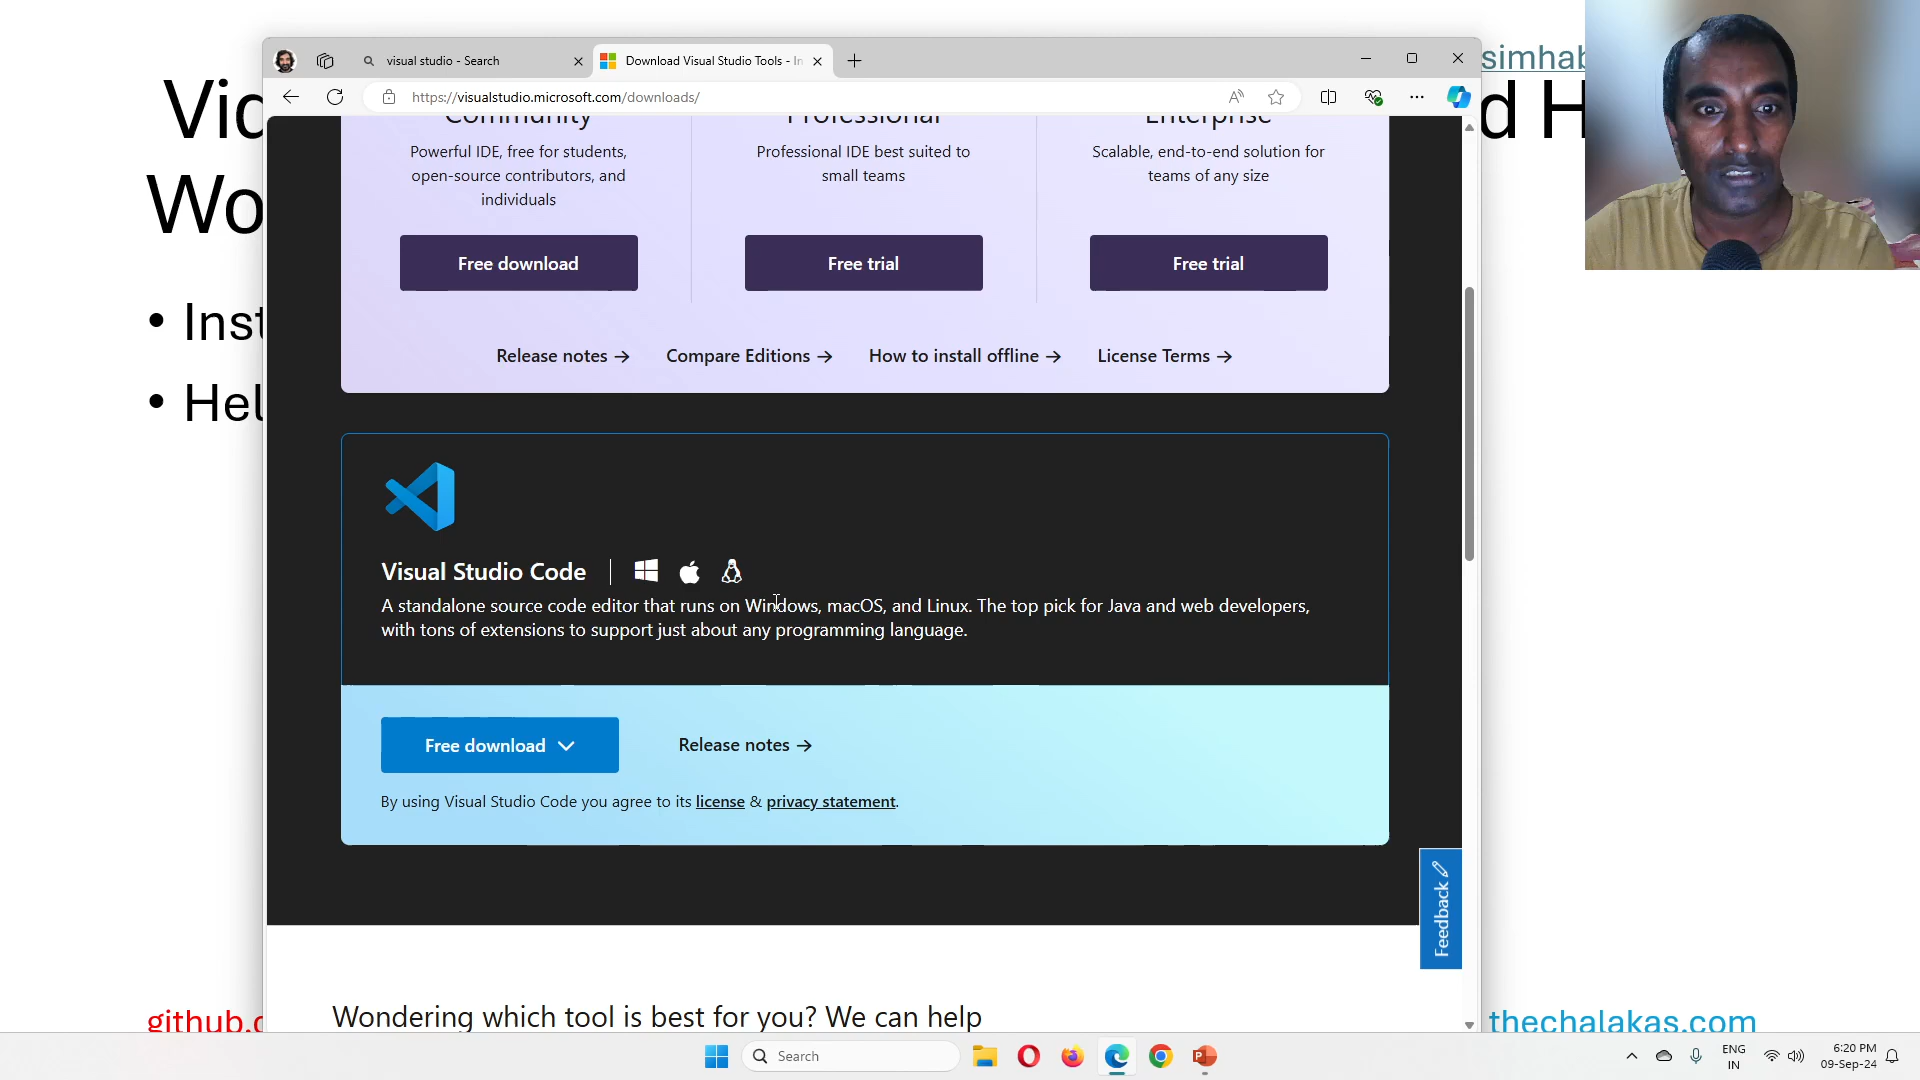 visual studio - Search
Download Visual Studio Tools - In
https://visualstudio.microsoft.com/downloads/
simhab
Vid
d H
Wo
• Inst
• Hel
Community
Powerful IDE, free for students,
open-source contributors, and
individuals
Free download
Professional
Professional IDE best suited to
small teams
Free trial
Enterprise
Scalable, end-to-end solution for
teams of any size
Free trial
Release notes →
Compare Editions →
How to install offline →
License Terms →
Visual Studio Code
A standalone source code editor that runs on Windows, macOS, and Linux. The top pick for Java and web developers,
with tons of extensions to support just about any programming language.
Free download
Release notes →
By using Visual Studio Code you agree to its license & privacy statement.
Feedback
Wondering which tool is best for you? We can help
github.c
thechalakas.com
Search
ENG
IN
6:20 PM
09-Sep-24